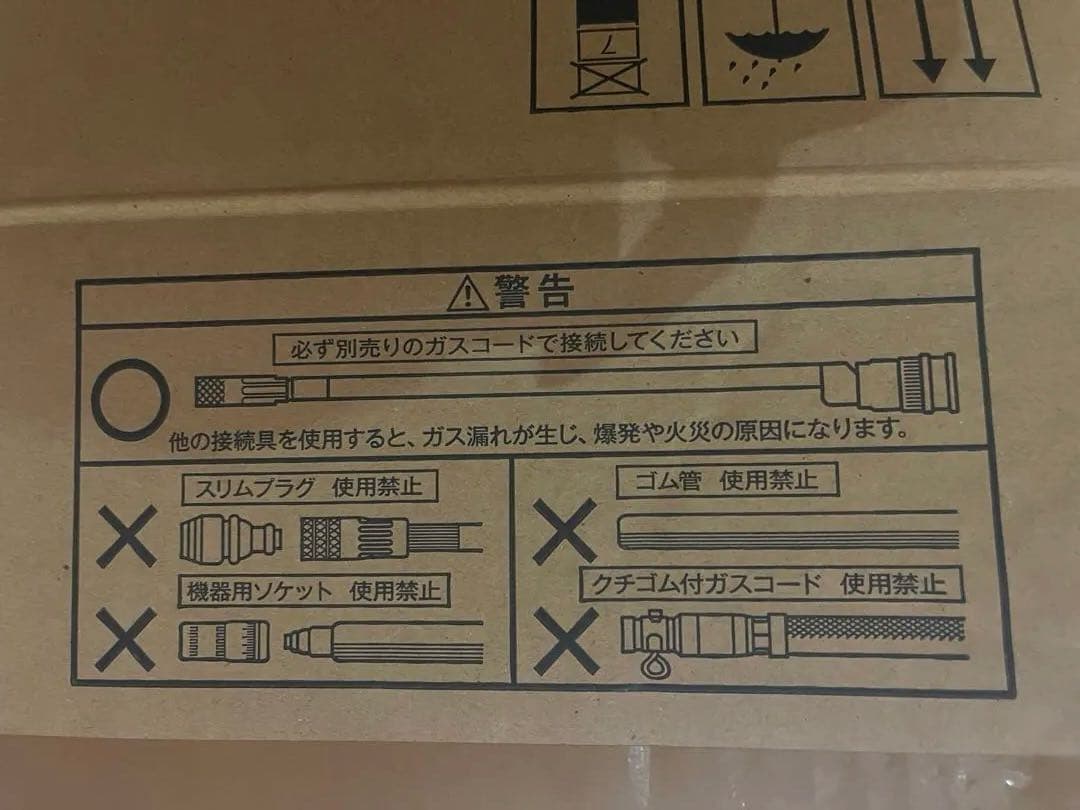 警告
必ず別売りのガスコードで接続してください
他の接続具を使用すると、ガス漏れが生じ、爆発や火災の原因になります。
スリムプラグ 使用禁止
ゴム管 使用禁止
機器用ソケット 使用禁止
クチゴム付ガスコード 使用禁止